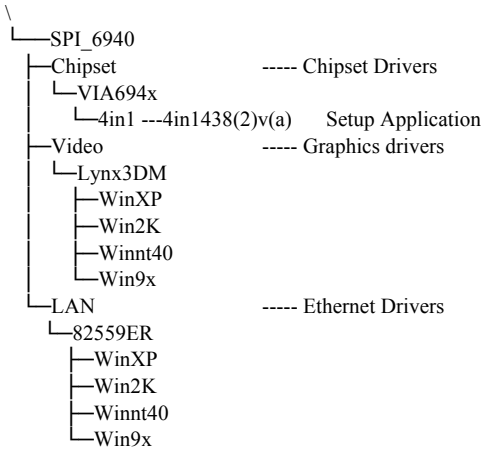 \
└──SPI_6940
├─Chipset ----- Chipset Drivers
│ └─VIA694x
│ └─4in1 ---4in1438(2)v(a) Setup Application
├─Video ----- Graphics drivers
│ └─Lynx3DM
│ ├─WinXP
│ ├─Win2K
│ ├─Winnt40
│ └─Win9x
└─LAN ----- Ethernet Drivers
└─82559ER
├─WinXP
├─Win2K
├─Winnt40
└─Win9x